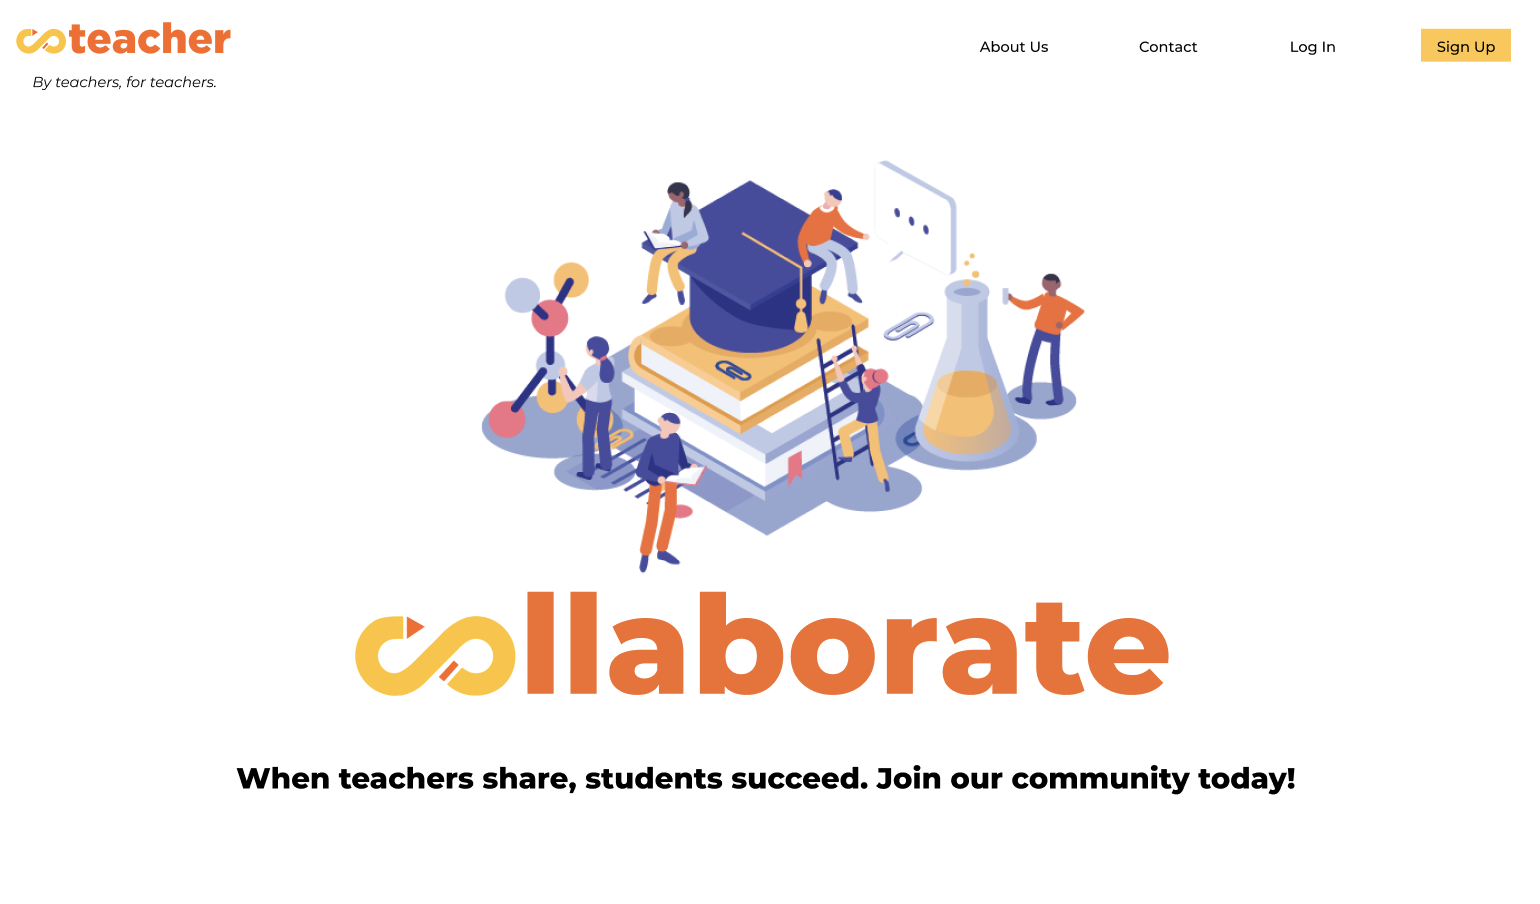 coteacher
By teachers, for teachers.
About Us
Contact
Log In
Sign Up
collaborate
When teachers share, students succeed. Join our community today!